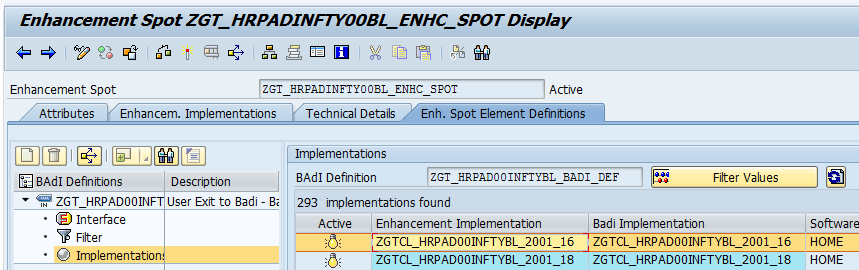 Enhancement Spot ZGT_HRPADINFTY00BL_ENHC_SPOT Display
Enhancement Spot ZGT_HRPADINFTY00BL_ENHC_SPOT Active
Attributes Enhancem. Implementations Technical Details Enh. Spot Element Definitions
BAdI Definitions Description
ZGT_HRPAD00INFT User Exit to Badi - Ba
Interface
Filter
Implementations
Implementations
BAdI Definition ZGT_HRPAD00INFTYBL_BADI_DEF Filter Values
293 implementations found
Active Enhancement Implementation Badi Implementation Software
ZGTCL_HRPAD00INFTYBL_2001_16 ZGTCL_HRPAD00INFTYBL_2001_16 HOME
ZGTCL_HRPAD00INFTYBL_2001_18 ZGTCL_HRPAD00INFTYBL_2001_18 HOME